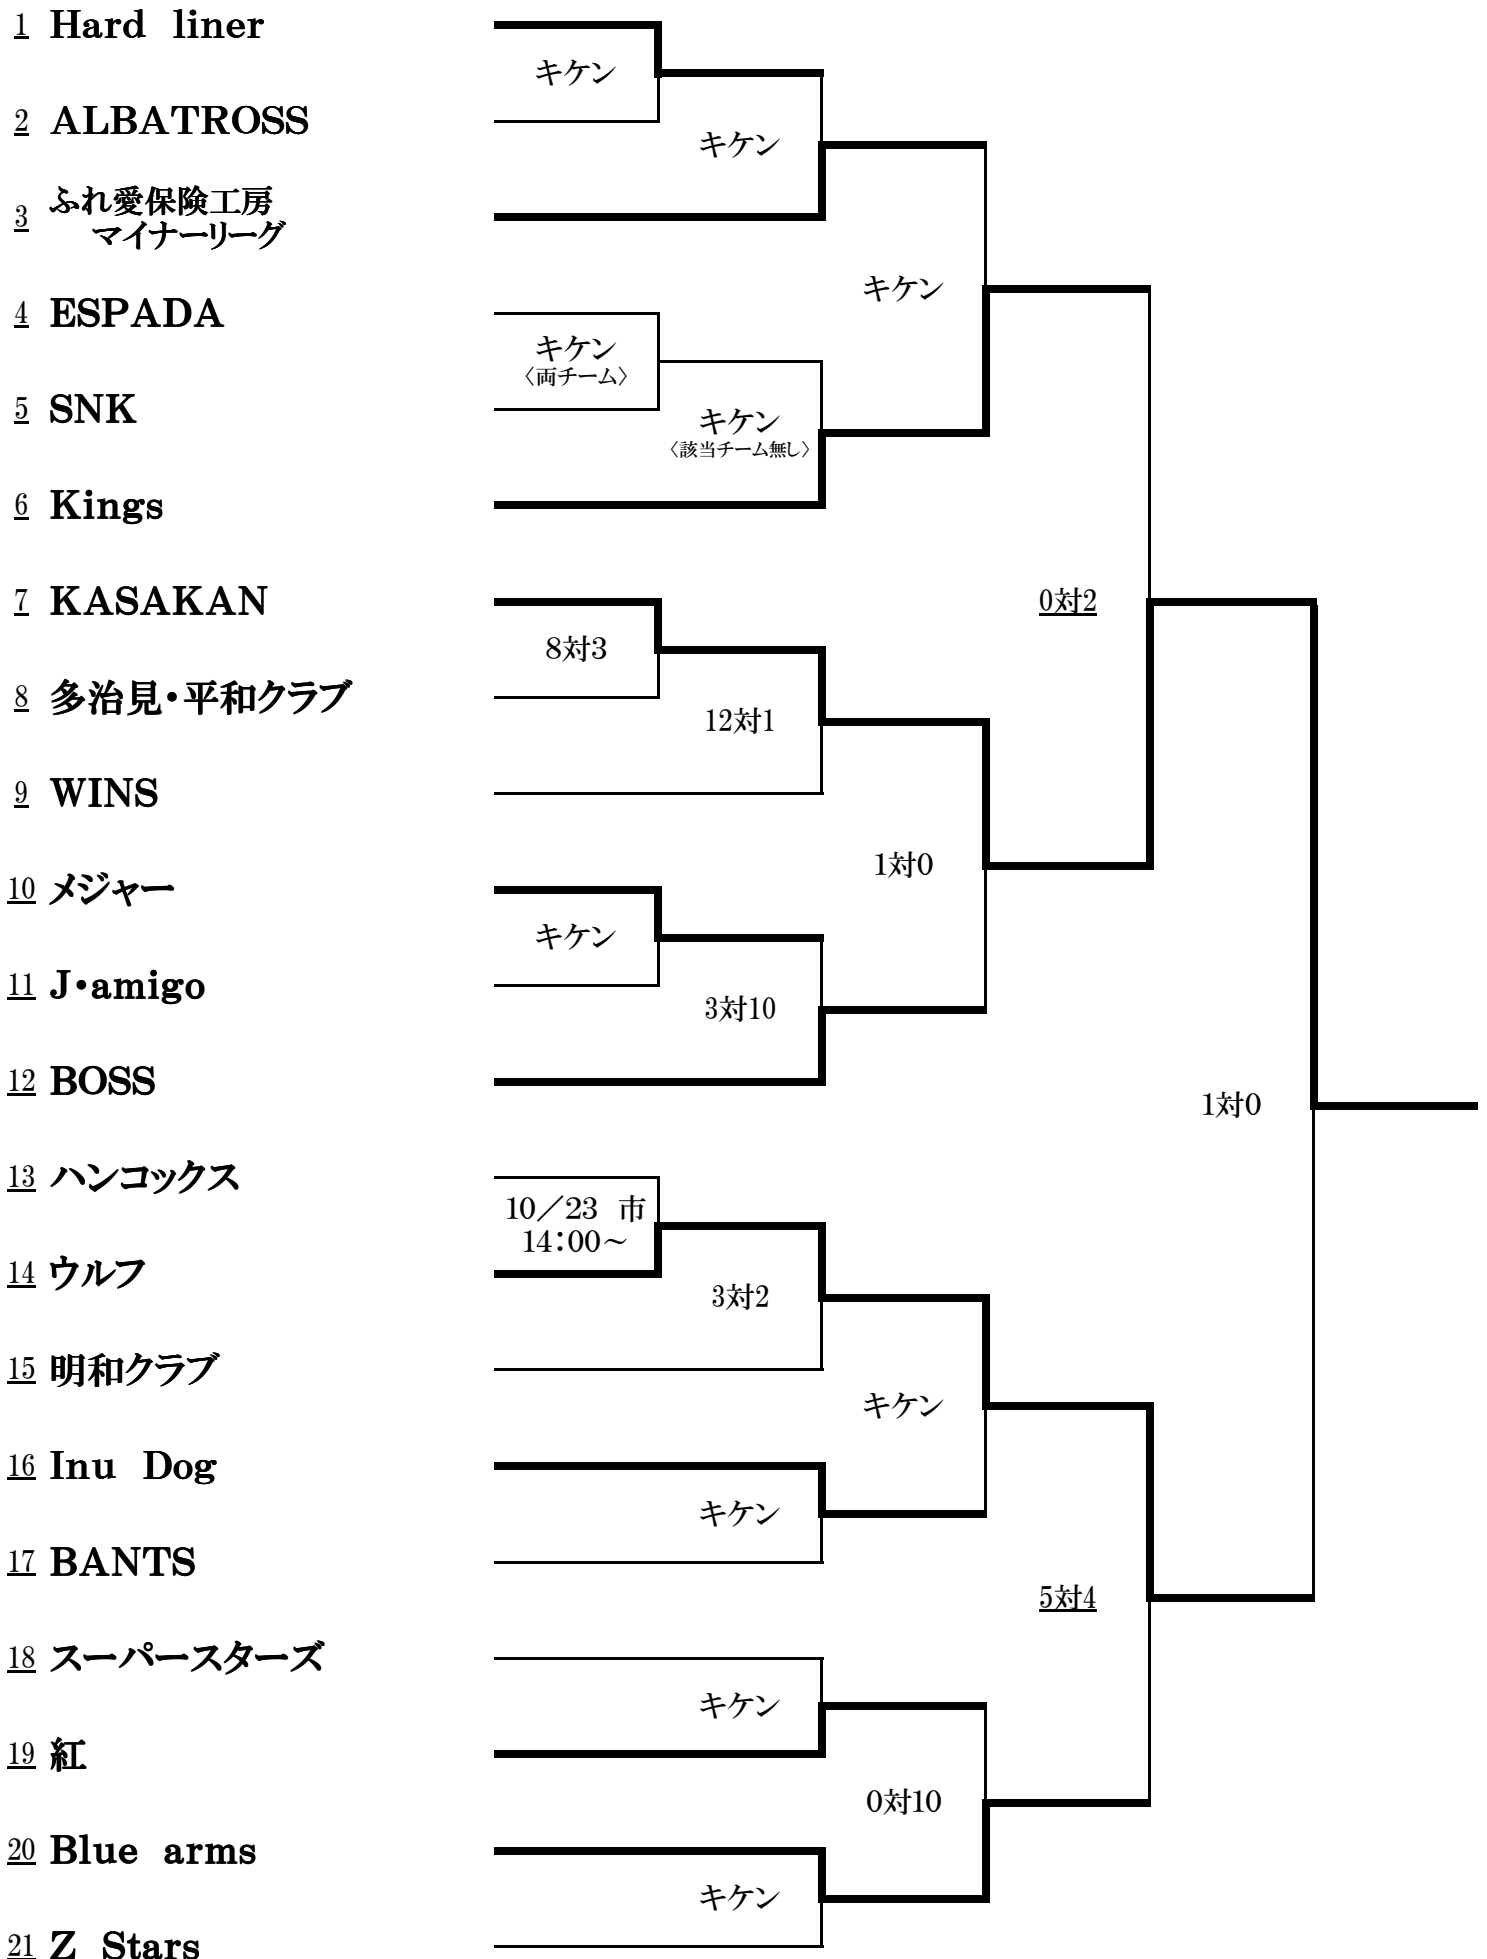 1 Hard liner
キケン
2 ALBATROSS
キケン
3 ふれ愛保険工房
マイナーリーグ
キケン
4 ESPADA
キケン
〈両チーム〉
5 SNK
キケン
〈該当チーム無し〉
6 Kings
7 KASAKAN
0対2
8対3
8 多治見・平和クラブ
12対1
9 WINS
1対0
10 メジャー
キケン
11 J・amigo
3対10
12 BOSS
1対0
13 ハンコックス
10／23 市
14：00～
14 ウルフ
3対2
15 明和クラブ
キケン
16 Inu Dog
キケン
17 BANTS
5対4
18 スーパースターズ
キケン
19 紅
0対10
20 Blue arms
キケン
21 Z Stars